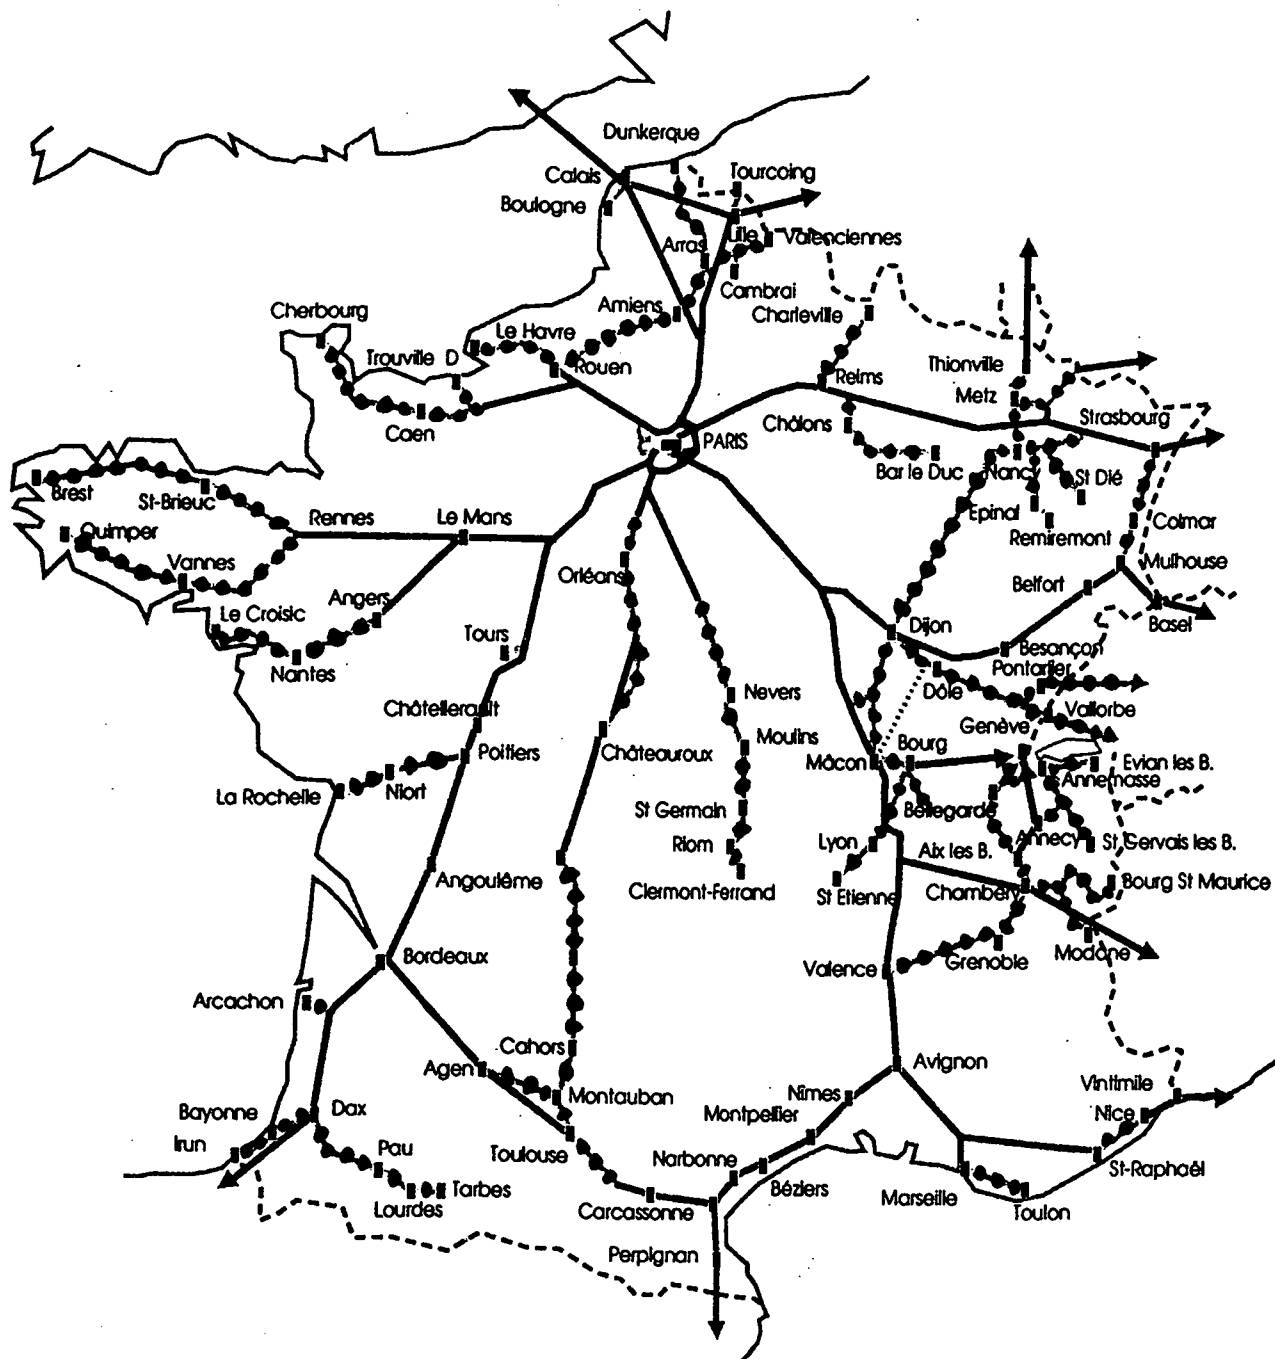 Dunkerque
Calais
Tourcoing
Boulogne
Arras
Lille
Valenciennes
Cambrai
Amiens
Charleville
Cherbourg
Le Havre
Trouville D
Rouen
Reims
Thionville
Metz
Strasbourg
Caen
Châlons
PARIS
Bar le Duc
Nancy
St Dié
Brest
St-Brieuc
Rennes
Le Mans
Epinal
Colmar
Quimper
Remiremont
Vannes
Orléans
Mulhouse
Belfort
Angers
Le Croisic
Tours
Dijon
Basel
Besançon
Nantes
Pontarlier
Dôle
Nevers
Châtellerault
Genève
Vallorbe
Poitiers
Châteauroux
Moulins
Mâcon
Bourg
Evian les B.
Annemasse
La Rochelle
Niort
St Germain
Bellegarde
Riom
Lyon
Aix les B.
Annecy
St Gervais les B.
Angoulême
Clermont-Ferrand
St Etienne
Chambéry
Bourg St Maurice
Bordeaux
Valence
Grenoble
Modane
Arcachon
Cahors
Agen
Avignon
Montauban
Nîmes
Vintimile
Bayonne
Dax
Montpellier
Nice
Irun
Pau
Toulouse
Narbonne
St-Raphaël
Tarbes
Béziers
Marseille
Lourdes
Carcassonne
Toulon
Perpignan